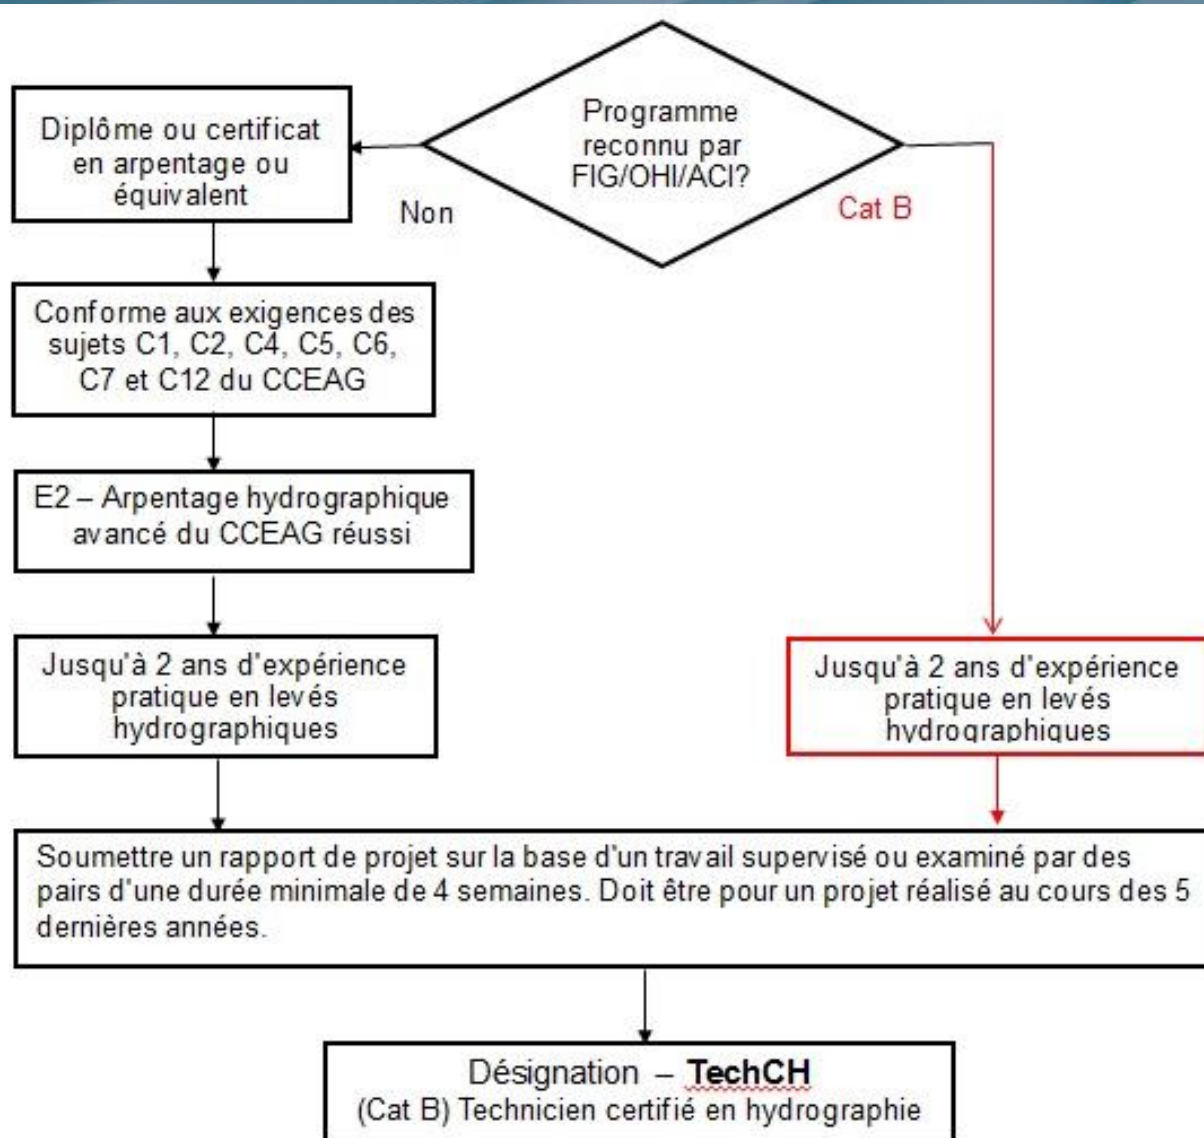 Programme
reconnu par
FIG/OHI/ACI?
Non
Cat B
Diplôme ou certificat
en arpentage ou
équivalent
Conforme aux exigences des
sujets C1, C2, C4, C5, C6,
C7 et C12 du CCEAG
E2 – Arpentage hydrographique
avancé du CCEAG réussi
Jusqu'à 2 ans d'expérience
pratique en levés
hydrographiques
Jusqu'à 2 ans d'expérience
pratique en levés
hydrographiques
Soumettre un rapport de projet sur la base d'un travail supervisé ou examiné par des
pairs d'une durée minimale de 4 semaines. Doit être pour un projet réalisé au cours des 5
dernières années.
Désignation – TechCH
(Cat B) Technicien certifié en hydrographie